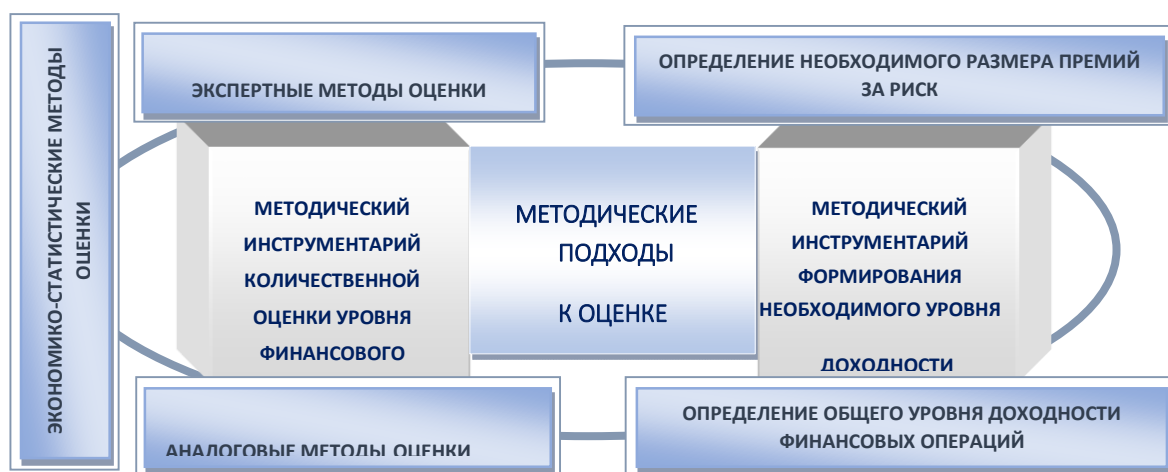 ЭКОНОМИКО-СТАТИСТИЧЕСКИЕ МЕТОДЫ
ОЦЕНКИ
ЭКСПЕРТНЫЕ МЕТОДЫ ОЦЕНКИ
ОПРЕДЕЛЕНИЕ НЕОБХОДИМОГО РАЗМЕРА ПРЕМИЙ
ЗА РИСК
МЕТОДИЧЕСКИЙ
ИНСТРУМЕНТАРИЙ
КОЛИЧЕСТВЕННОЙ
ОЦЕНКИ УРОВНЯ
ФИНАНСОВОГО
МЕТОДИЧЕСКИЕ
ПОДХОДЫ
К ОЦЕНКЕ
МЕТОДИЧЕСКИЙ
ИНСТРУМЕНТАРИЙ
ФОРМИРОВАНИЯ
НЕОБХОДИМОГО УРОВНЯ
ДОХОДНОСТИ
АНАЛОГОВЫЕ МЕТОДЫ ОЦЕНКИ
ОПРЕДЕЛЕНИЕ ОБЩЕГО УРОВНЯ ДОХОДНОСТИ
ФИНАНСОВЫХ ОПЕРАЦИЙ